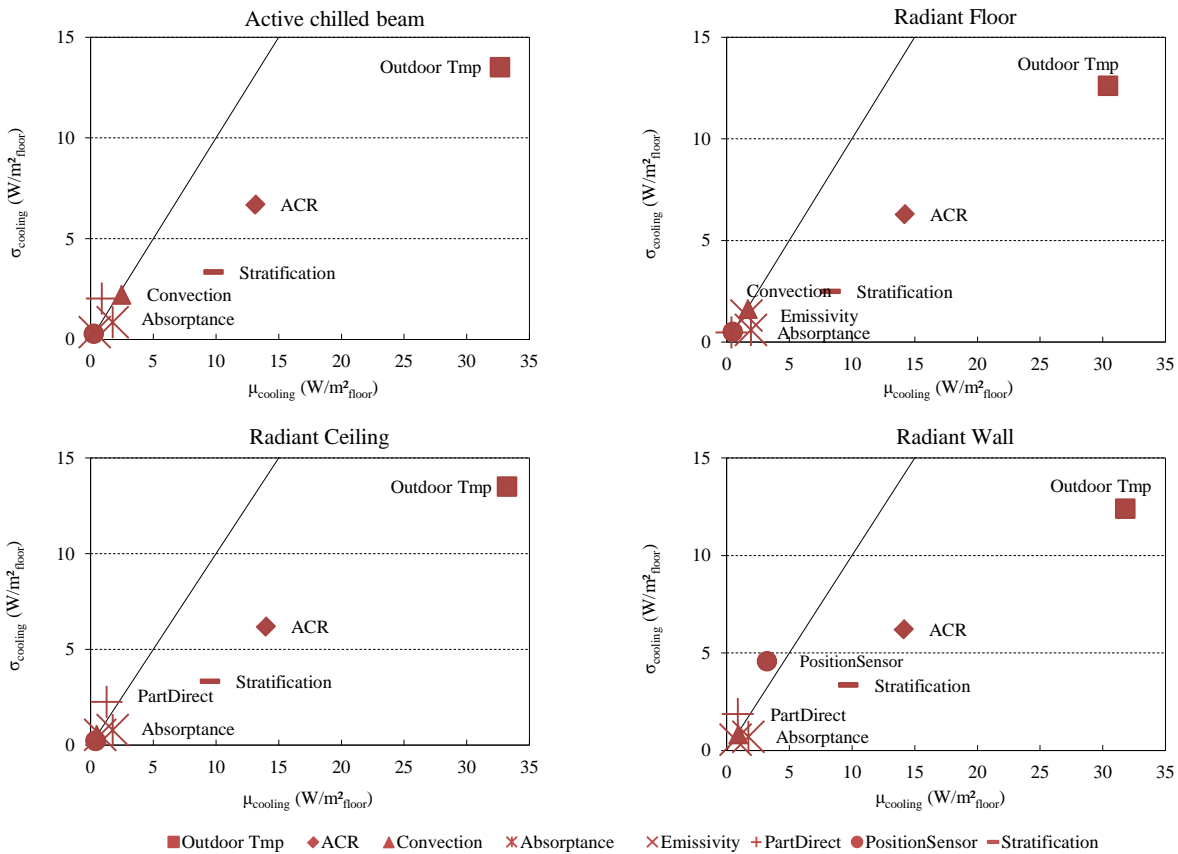 Active chilled beam
15
10
5
0
σcooling (W/m²floor)
Outdoor Tmp
ACR
Stratification
Convection
Absorptance
0 5 10 15 20 25 30 35
μcooling (W/m²floor)
Radiant Floor
15
10
5
0
σcooling (W/m²floor)
Outdoor Tmp
ACR
Convection
Stratification
Emissivity
Absorptance
0 5 10 15 20 25 30 35
μcooling (W/m²floor)
Radiant Ceiling
15
10
5
0
σcooling (W/m²floor)
Outdoor Tmp
ACR
Stratification
PartDirect
Absorptance
0 5 10 15 20 25 30 35
μcooling (W/m²floor)
Radiant Wall
15
10
5
0
σcooling (W/m²floor)
Outdoor Tmp
ACR
PositionSensor
Stratification
PartDirect
Absorptance
0 5 10 15 20 25 30 35
μcooling (W/m²floor)
Outdoor Tmp ACR Convection Absorptance Emissivity PartDirect PositionSensor Stratification